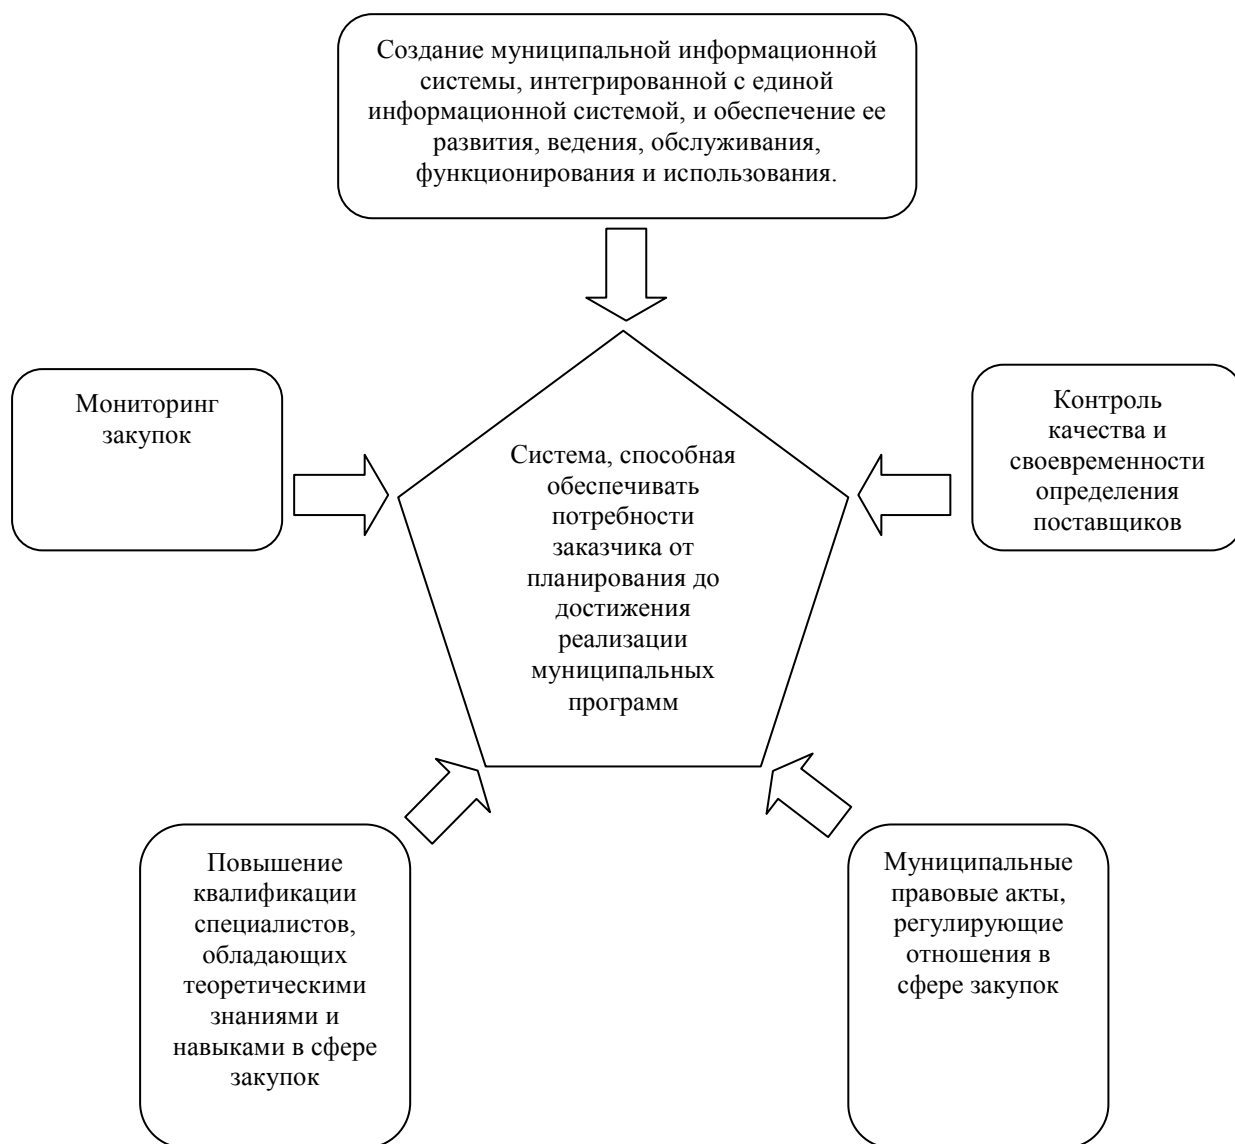 Создание муниципальной информационной
системы, интегрированной с единой
информационной системой, и обеспечение ее
развития, ведения, обслуживания,
функционирования и использования.
Мониторинг
закупок
Система, способная
обеспечивать
потребности
заказчика от
планирования до
достижения
реализации
муниципальных
программ
Контроль
качества и
своевременности
определения
поставщиков
Повышение
квалификации
специалистов,
обладающих
теоретическими
знаниями и
навыками в сфере
закупок
Муниципальные
правовые акты,
регулирующие
отношения в
сфере закупок